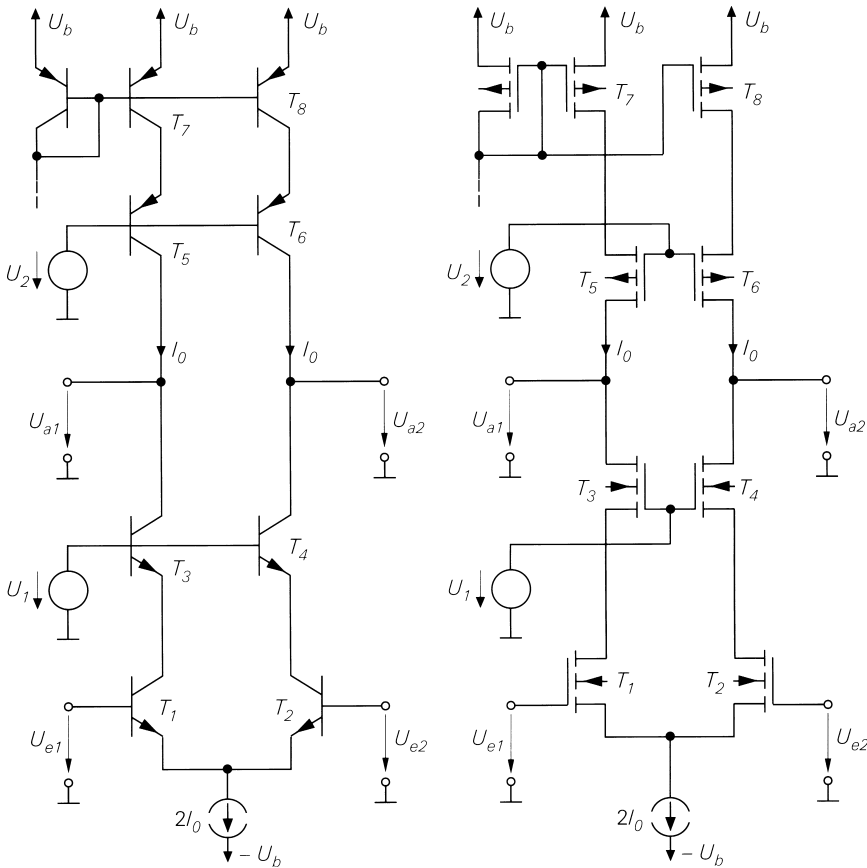 U_b U_b U_b U_b U_b U_b
T_7 T_8 T_7 T_8
U_2 T_5 T_6 U_2 T_5 T_6
I_0 I_0 I_0 I_0
U_a1 U_a2 U_a1 U_a2
T_3 T_4 T_3 T_4
U_1 U_1
T_1 T_2 T_1 T_2
U_e1 U_e2 U_e1 U_e2
2I_0 2I_0
– U_b – U_b